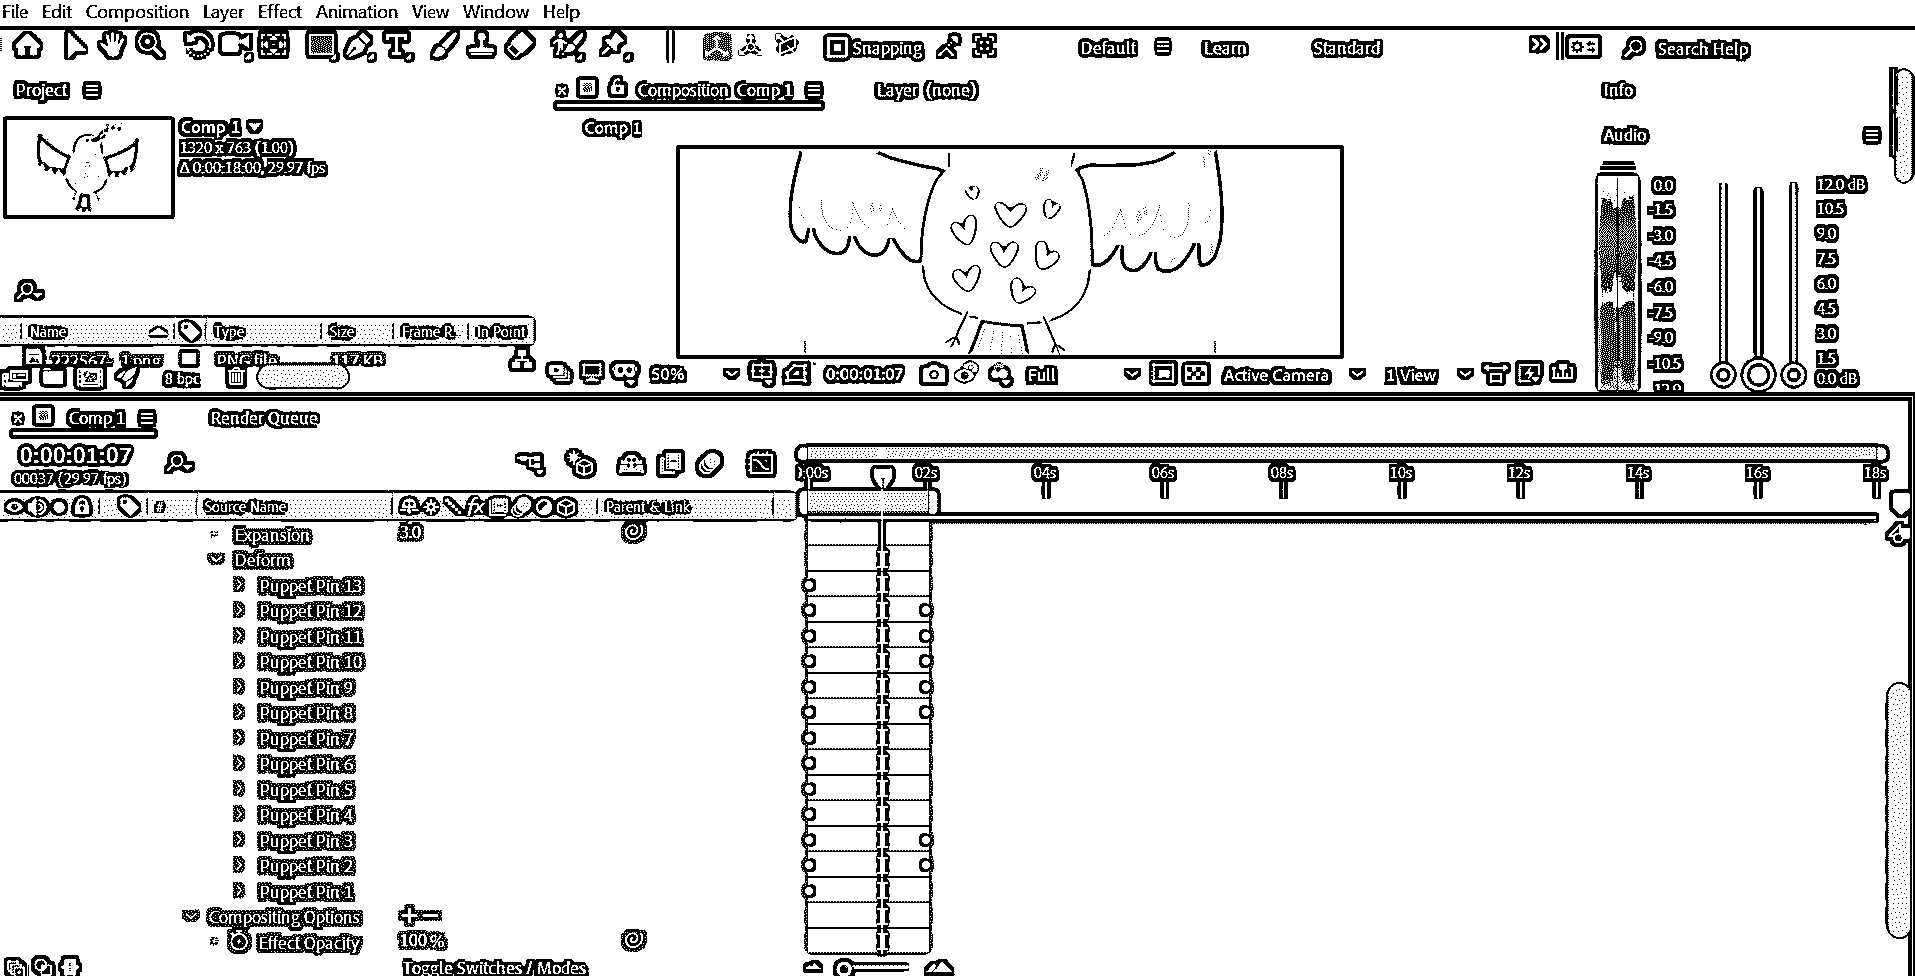 File Edit Composition Layer Effect Animation View Window Help
Snapping Default Learn Standard Search Help
Project
Composition Comp 1
Layer (none)
Info
Comp 1
1320 x 763 (1.00)
Δ 0:00:18:00, 29.97 fps
Comp 1
Audio
0.0
-1.5
-3.0
-4.5
-6.0
-7.5
-9.0
-10.5
12.0 dB
10.5
9.0
7.5
6.0
4.5
3.0
1.5
0.0 dB
Name Type Size Frame R. In Point
PNG file 117 KB
8 bpc
50% 0:00:01:07 Full Active Camera 1 View
Comp 1
Render Queue
0:00:01:07
00037 (29.97 fps)
:00s 02s 04s 06s 08s 10s 12s 14s 16s 18s
# Source Name fx Parent & Link
Expansion 3.0
Deform
Puppet Pin 13
Puppet Pin 12
Puppet Pin 11
Puppet Pin 10
Puppet Pin 9
Puppet Pin 8
Puppet Pin 7
Puppet Pin 6
Puppet Pin 5
Puppet Pin 4
Puppet Pin 3
Puppet Pin 2
Puppet Pin 1
Compositing Options
Effect Opacity 100%
Toggle Switches / Modes